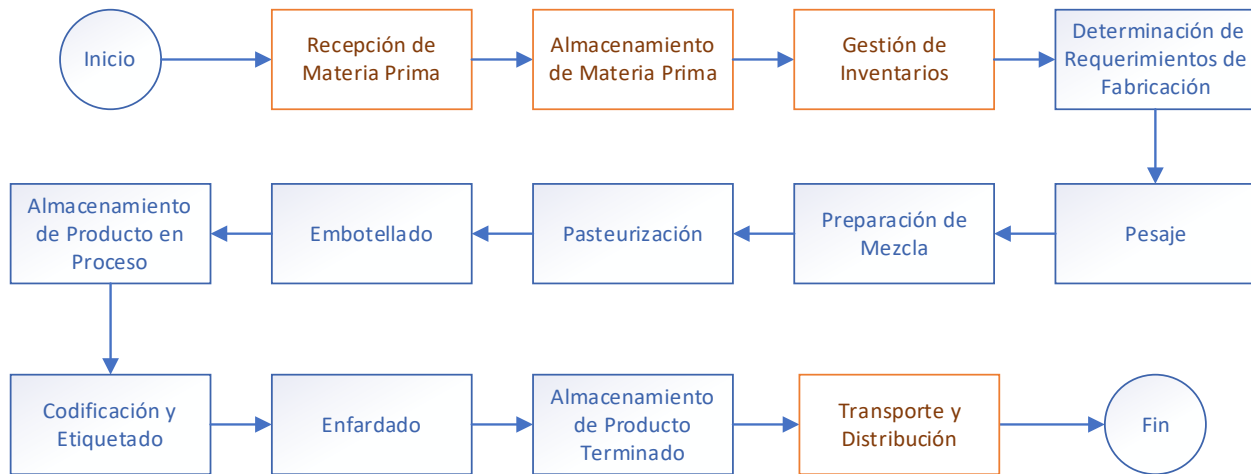 Inicio
Recepción de
Materia Prima
Almacenamiento
de Materia Prima
Gestión de
Inventarios
Determinación de
Requerimientos de
Fabricación
Pesaje
Preparación de
Mezcla
Pasteurización
Embotellado
Almacenamiento
de Producto en
Proceso
Codificación y
Etiquetado
Enfardado
Almacenamiento
de Producto
Terminado
Transporte y
Distribución
Fin